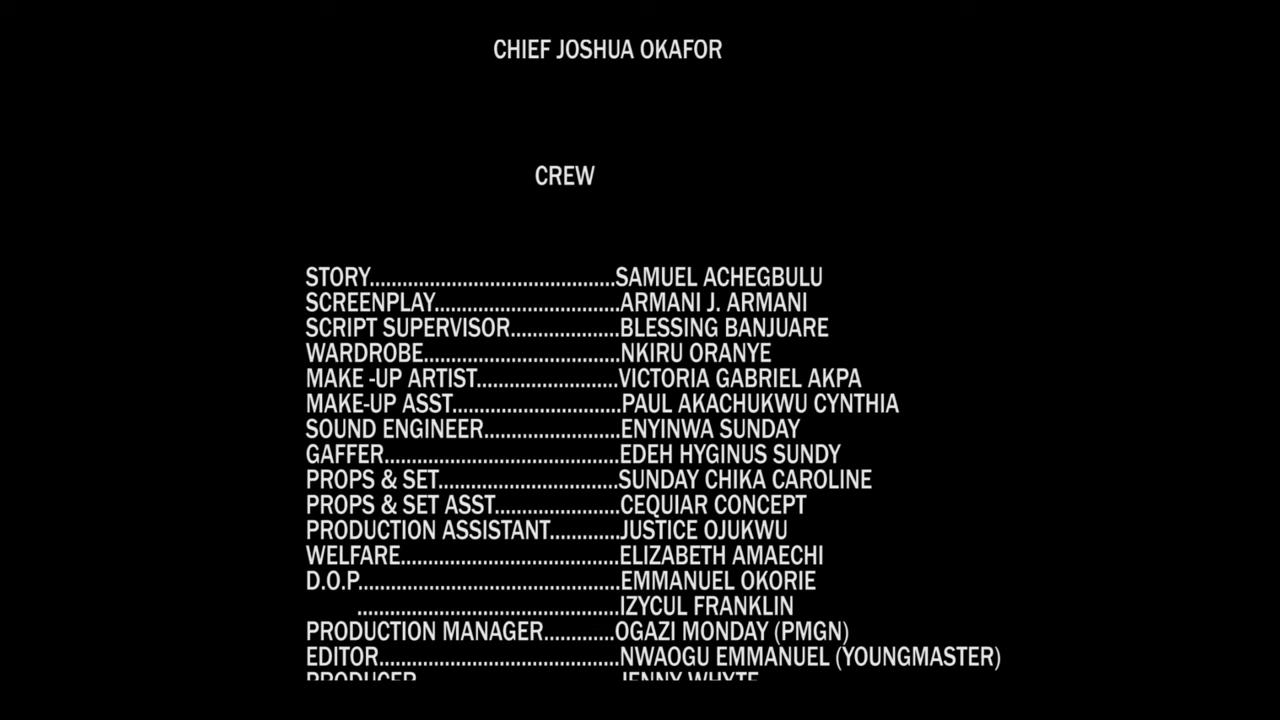 CHIEF JOSHUA OKAFOR
CREW
STORY..............................................SAMUEL ACHEGBULU
SCREENPLAY...................................ARMANI J. ARMANI
SCRIPT SUPERVISOR....................BLESSING BANJUARE
WARDROBE.....................................NKIRU ORANYE
MAKE -UP ARTIST..........................VICTORIA GABRIEL AKPA
MAKE-UP ASST...............................PAUL AKACHUKWU CYNTHIA
SOUND ENGINEER.........................ENYINWA SUNDAY
GAFFER............................................EDEH HYGINUS SUNDY
PROPS & SET..................................SUNDAY CHIKA CAROLINE
PROPS & SET ASST.......................CEQUIAR CONCEPT
PRODUCTION ASSISTANT.............JUSTICE OJUKWU
WELFARE.........................................ELIZABETH AMAECHI
D.O.P.................................................EMMANUEL OKORIE
.................................................IZYCUL FRANKLIN
PRODUCTION MANAGER.............OGAZI MONDAY (PMGN)
EDITOR.............................................NWAOGU EMMANUEL (YOUNGMASTER)
PRODUCER......................................JENNY WHYTE